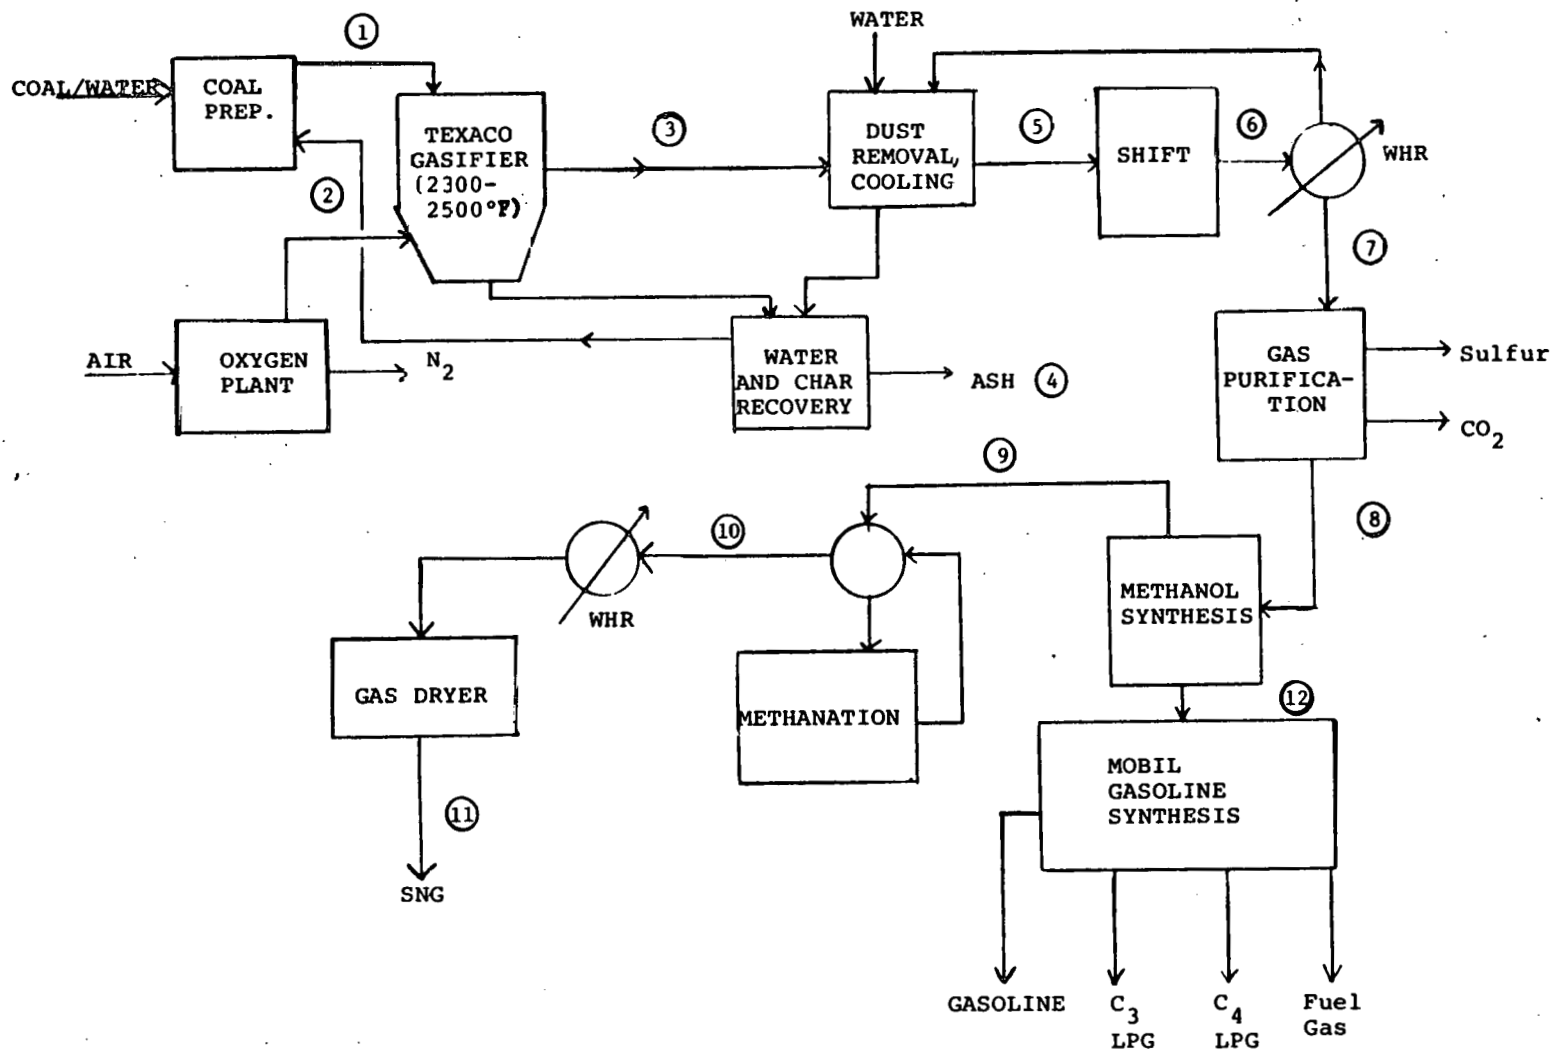 WATER
1
COAL/WATER
COAL
PREP.
TEXACO
GASIFIER
(2300-
2500°F)
3
DUST
REMOVAL,
COOLING
5
SHIFT
6
WHR
2
7
AIR
OXYGEN
PLANT
N2
WATER
AND CHAR
RECOVERY
ASH 4
GAS
PURIFICA-
TION
Sulfur
CO2
9
8
10
WHR
METHANOL
SYNTHESIS
GAS DRYER
METHANATION
12
MOBIL
GASOLINE
SYNTHESIS
11
SNG
GASOLINE
C3
LPG
C4
LPG
Fuel
Gas